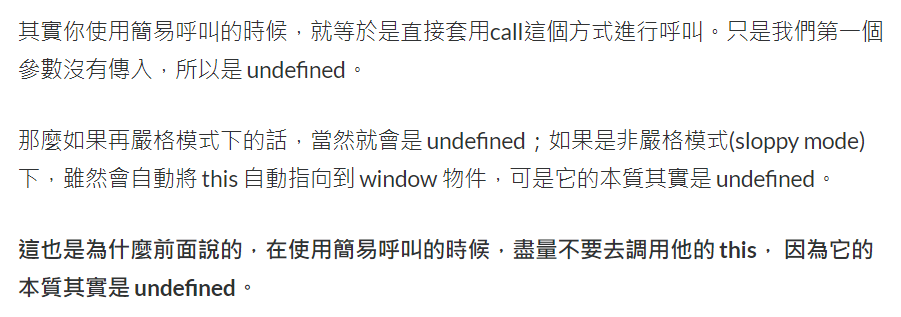 其實你使用簡易呼叫的時候，就等於是直接套用call這個方式進行呼叫。只是我們第一個
參數沒有傳入，所以是 undefined。
那麼如果再嚴格模式下的話，當然就會是 undefined；如果是非嚴格模式(sloppy mode)
下，雖然會自動將 this 自動指向到 window 物件，可是它的本質其實是 undefined。
這也是為什麼前面說的，在使用簡易呼叫的時候，盡量不要去調用他的 this， 因為它的
本質其實是 undefined。